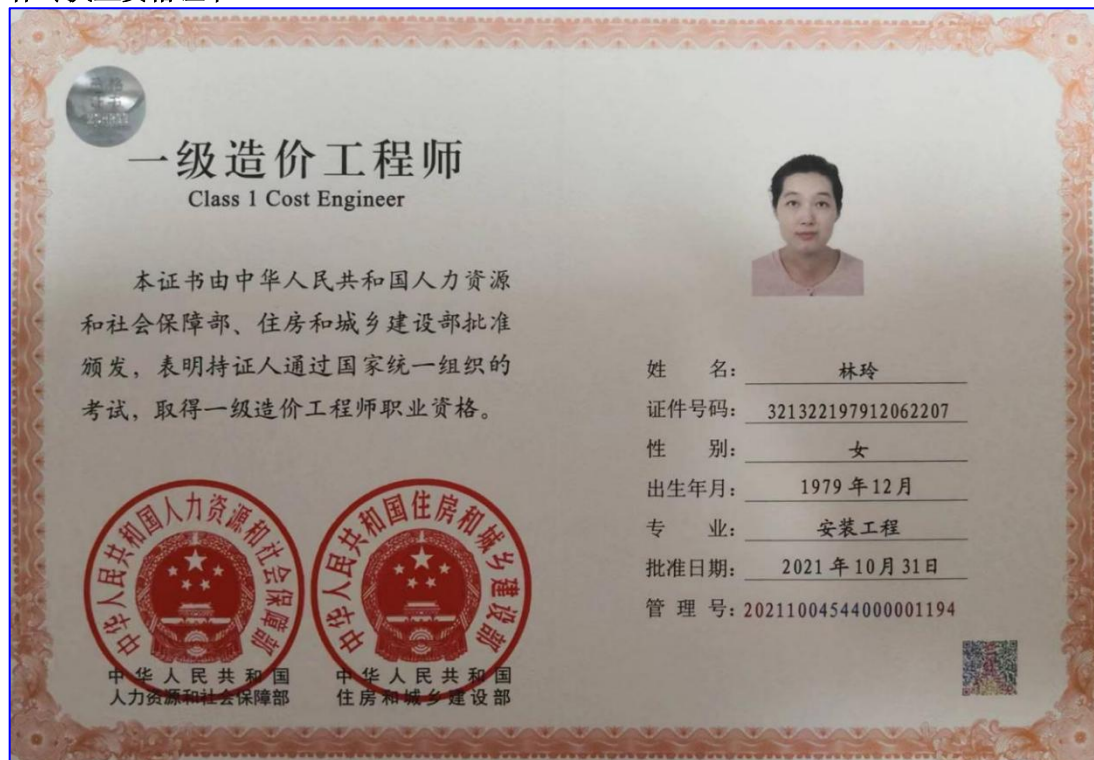 一级造价工程师
Class 1 Cost Engineer
本证书由中华人民共和国人力资源
和社会保障部、住房和城乡建设部批准
颁发，表明持证人通过国家统一组织的
考试，取得一级造价工程师职业资格。
中华人民共和国人力资源和社会保障部
中华人民共和国住房和城乡建设部
中华人民共和国
人力资源和社会保障部
中华人民共和国
住房和城乡建设部
姓 名：林玲
证件号码：321322197912062207
性 别：女
出生年月：1979年12月
专 业：安装工程
批准日期：2021年10月31日
管 理 号：20211004544000001194